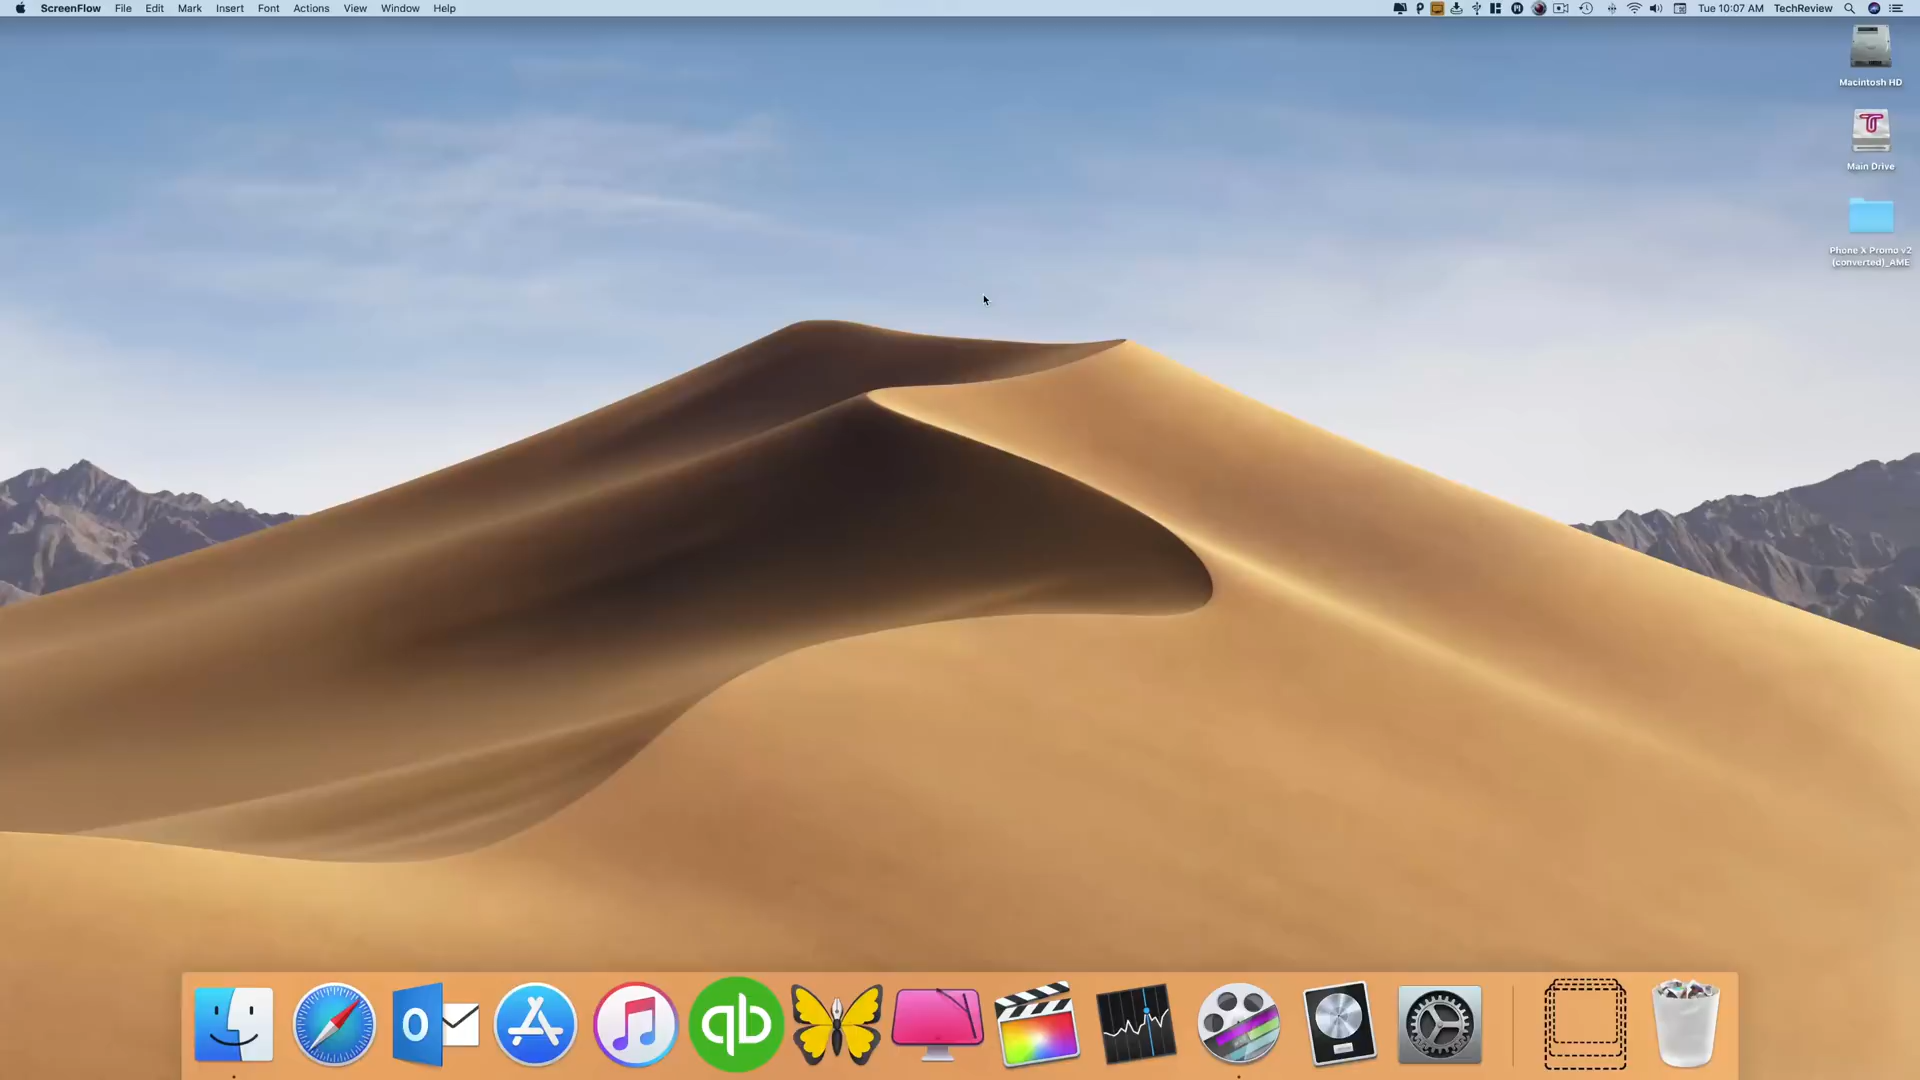 ScreenFlow File Edit Mark Insert Font Actions View Window Help
Tue 10:07 AM TechReview
Macintosh HD
Main Drive
Phone X Promo v2
(converted)_AME